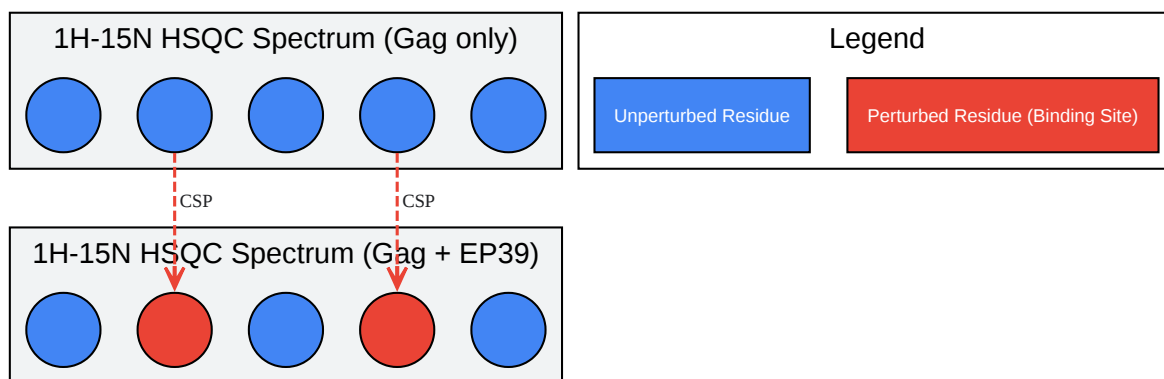 1H-15N HSQC Spectrum (Gag only)
Legend
Unperturbed Residue
Perturbed Residue (Binding Site)
CSP
CSP
1H-15N HSQC Spectrum (Gag + EP39)